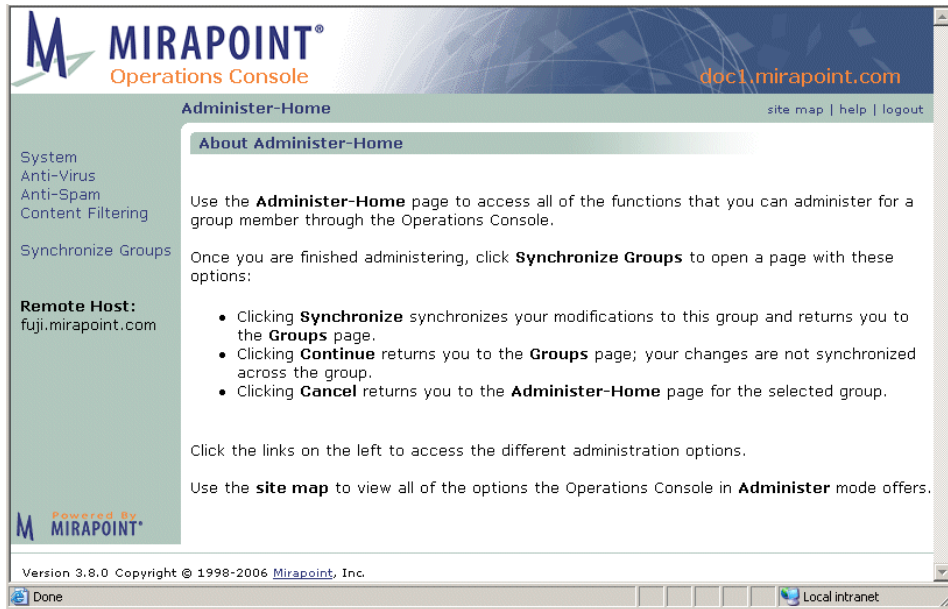 MIRAPOINT®
Operations Console
doc1.mirapoint.com
Administer-Home
site map | help | logout
System
Anti-Virus
Anti-Spam
Content Filtering
Synchronize Groups
Remote Host:
fuji.mirapoint.com
About Administer-Home
Use the Administer-Home page to access all of the functions that you can administer for a
group member through the Operations Console.
Once you are finished administering, click Synchronize Groups to open a page with these
options:
• Clicking Synchronize synchronizes your modifications to this group and returns you to
the Groups page.
• Clicking Continue returns you to the Groups page; your changes are not synchronized
across the group.
• Clicking Cancel returns you to the Administer-Home page for the selected group.
Click the links on the left to access the different administration options.
Use the site map to view all of the options the Operations Console in Administer mode offers.
Powered By
MIRAPOINT®
Version 3.8.0 Copyright © 1998-2006 Mirapoint, Inc.
Done
Local intranet